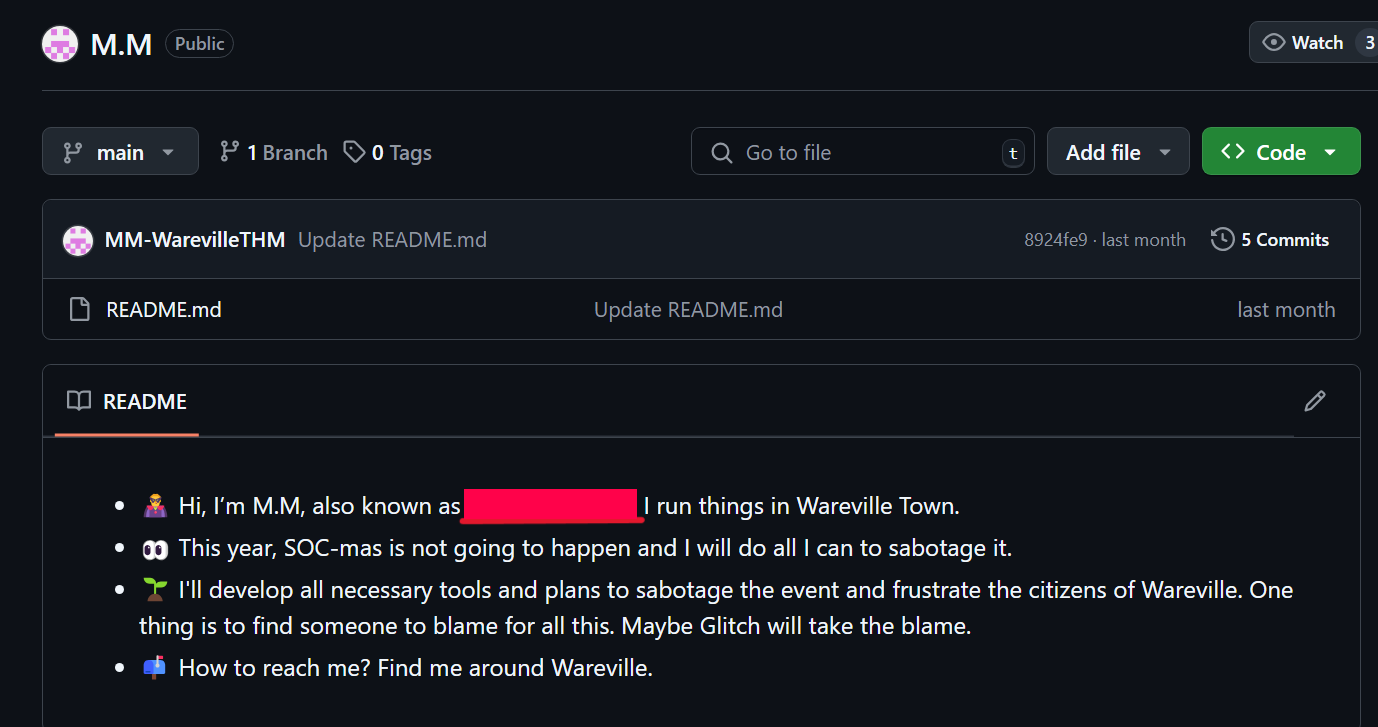 M.M Public
Watch 3
main 1 Branch 0 Tags
Go to file t
Add file
Code
MM-WarevilleTHM Update README.md 8924fe9 · last month 5 Commits
README.md Update README.md last month
README
• Hi, I’m M.M, also known as I run things in Wareville Town.
• This year, SOC-mas is not going to happen and I will do all I can to sabotage it.
• I'll develop all necessary tools and plans to sabotage the event and frustrate the citizens of Wareville. One
thing is to find someone to blame for all this. Maybe Glitch will take the blame.
• How to reach me? Find me around Wareville.